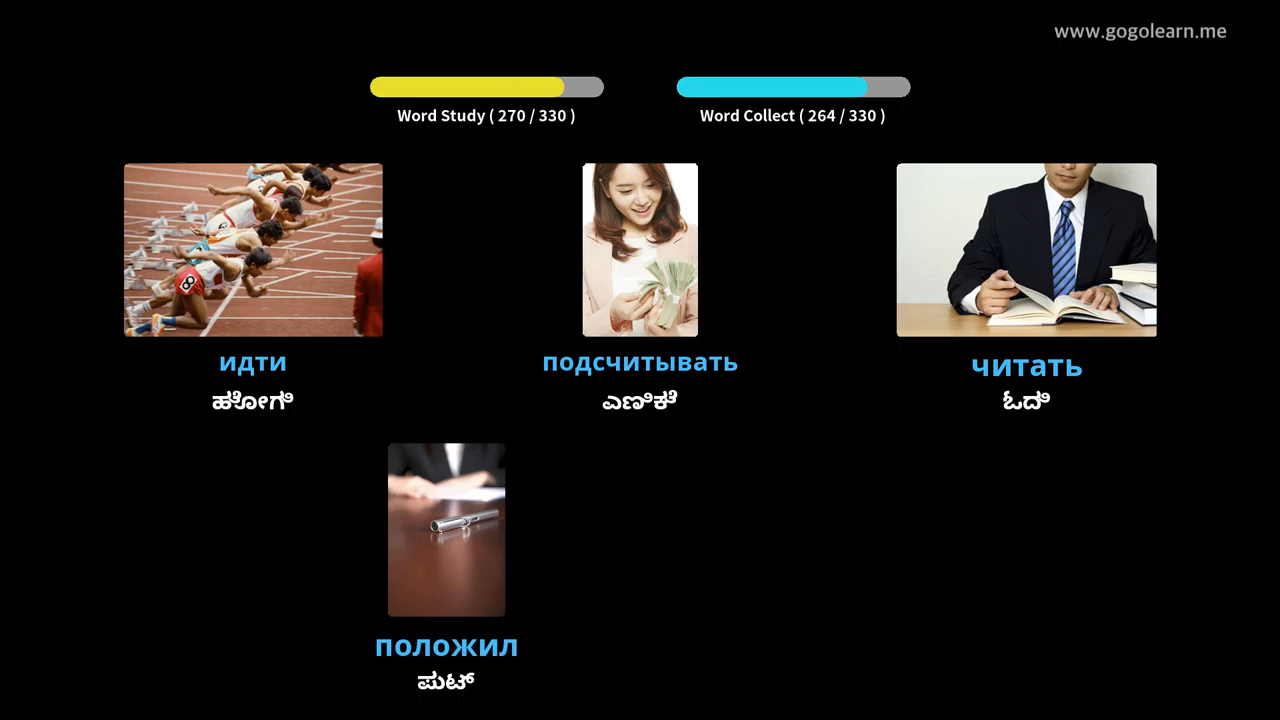 www.gogolearn.me
Word Study ( 270 / 330 )
Word Collect ( 264 / 330 )
идти
ಹೋಗಿ
подсчитывать
ಎಣಿಕೆ
читать
ಓದಿ
положил
ಪುಟ್